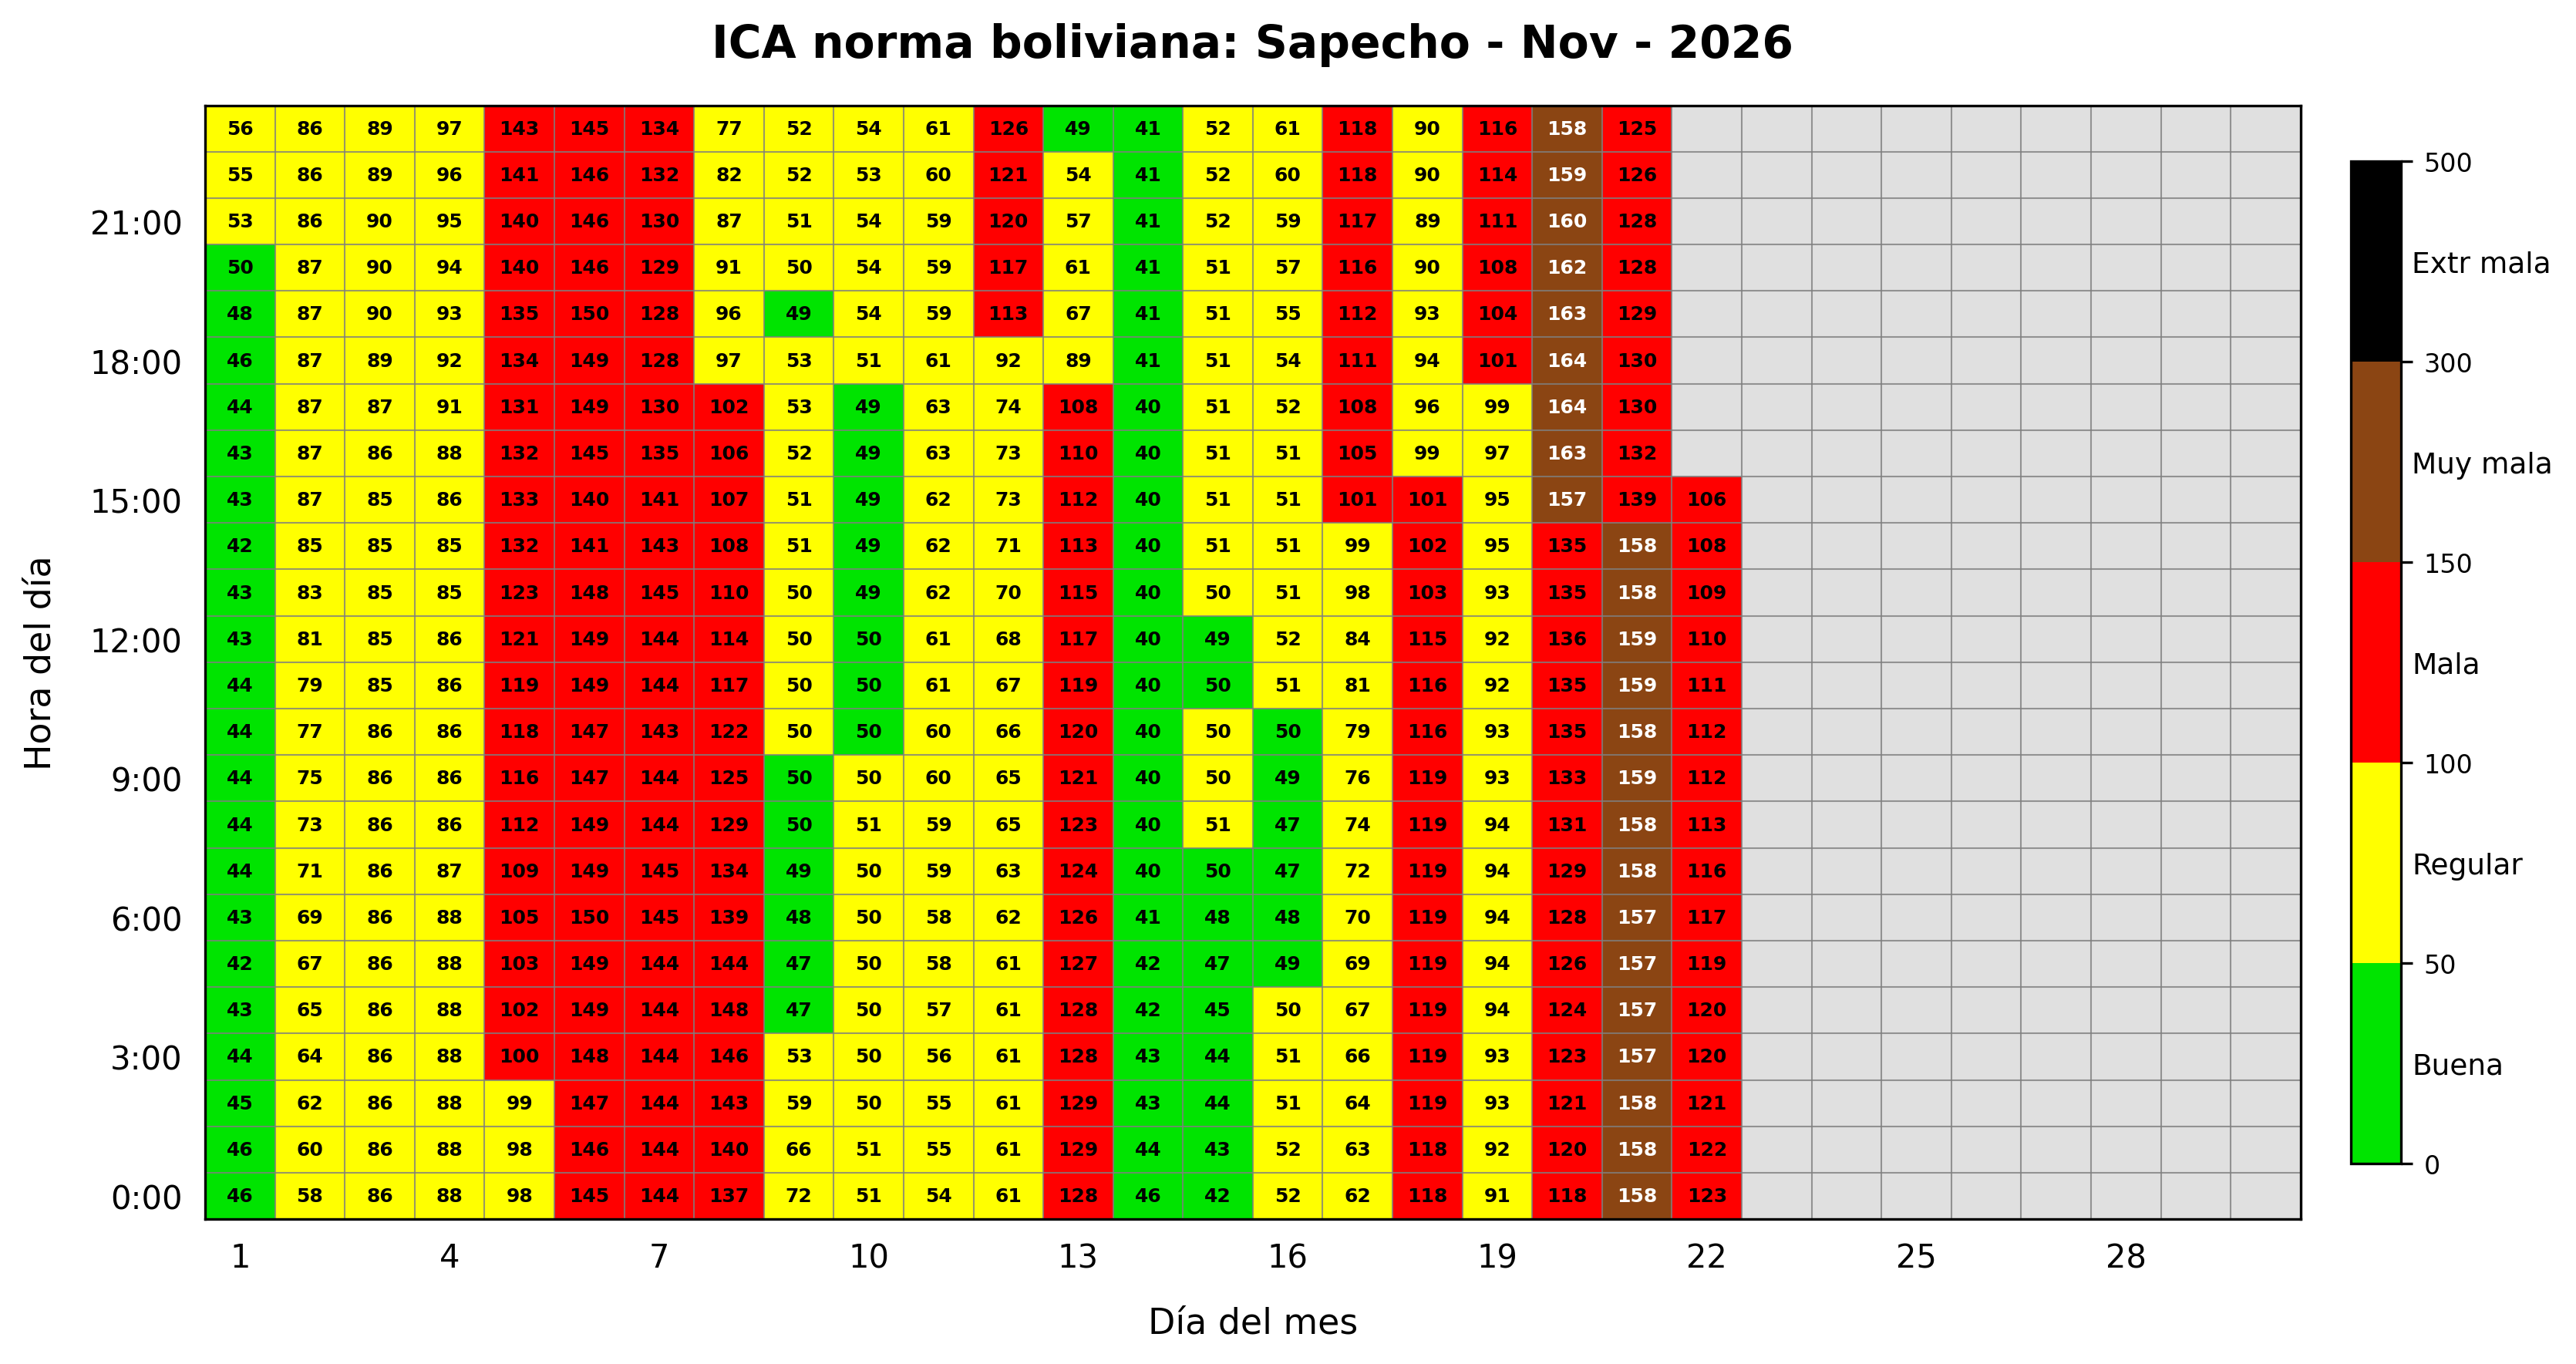 ICA norma boliviana: Sapecho - Nov - 2026
56 86 89 97 143 145 134 77 52 54 61 126 49 41 52 61 118 90 116 158 125
55 86 89 96 141 146 132 82 52 53 60 121 54 41 52 60 118 90 114 159 126
21:00 53 86 90 95 140 146 130 87 51 54 59 120 57 41 52 59 117 89 111 160 128
50 87 90 94 140 146 129 91 50 54 59 117 61 41 51 57 116 90 108 162 128
48 87 90 93 135 150 128 96 49 54 59 113 67 41 51 55 112 93 104 163 129
18:00 46 87 89 92 134 149 128 97 53 51 61 92 89 41 51 54 111 94 101 164 130
44 87 87 91 131 149 130 102 53 49 63 74 108 40 51 52 108 96 99 164 130
43 87 86 88 132 145 135 106 52 49 63 73 110 40 51 51 105 99 97 163 132
15:00 43 87 85 86 133 140 141 107 51 49 62 73 112 40 51 51 101 101 95 157 139 106
42 85 85 85 132 141 143 108 51 49 62 71 113 40 51 51 99 102 95 135 158 108
43 83 85 85 123 148 145 110 50 49 62 70 115 40 50 51 98 103 93 135 158 109
12:00 43 81 85 86 121 149 144 114 50 50 61 68 117 40 49 52 84 115 92 136 159 110
44 79 85 86 119 149 144 117 50 50 61 67 119 40 50 51 81 116 92 135 159 111
44 77 86 86 118 147 143 122 50 50 60 66 120 40 50 50 79 116 93 135 158 112
9:00 44 75 86 86 116 147 144 125 50 50 60 65 121 40 50 49 76 119 93 133 159 112
44 73 86 86 112 149 144 129 50 51 59 65 123 40 51 47 74 119 94 131 158 113
44 71 86 87 109 149 145 134 49 50 59 63 124 40 50 47 72 119 94 129 158 116
6:00 43 69 86 88 105 150 145 139 48 50 58 62 126 41 48 48 70 119 94 128 157 117
42 67 86 88 103 149 144 144 47 50 58 61 127 42 47 49 69 119 94 126 157 119
43 65 86 88 102 149 144 148 47 50 57 61 128 42 45 50 67 119 94 124 157 120
3:00 44 64 86 88 100 148 144 146 53 50 56 61 128 43 44 51 66 119 93 123 157 120
45 62 86 88 99 147 144 143 59 50 55 61 129 43 44 51 64 119 93 121 158 121
46 60 86 88 98 146 144 140 66 51 55 61 129 44 43 52 63 118 92 120 158 122
0:00 46 58 86 88 98 145 144 137 72 51 54 61 128 46 42 52 62 118 91 118 158 123
1 4 7 10 13 16 19 22 25 28
Día del mes
Hora del día
500
Extr mala
300
Muy mala
150
Mala
100
Regular
50
Buena
0